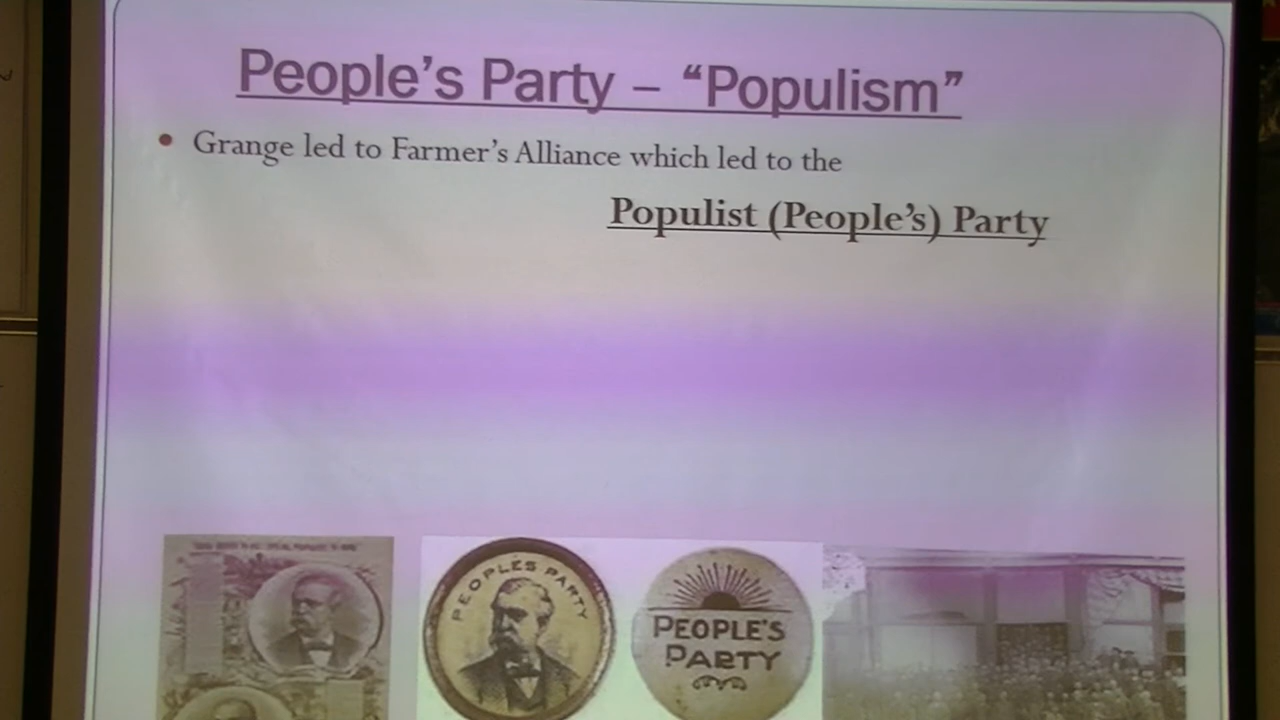 People's Party – "Populism"
• Grange led to Farmer's Alliance which led to the
Populist (People's) Party
PEOPLES PARTY
PEOPLE'S
PARTY